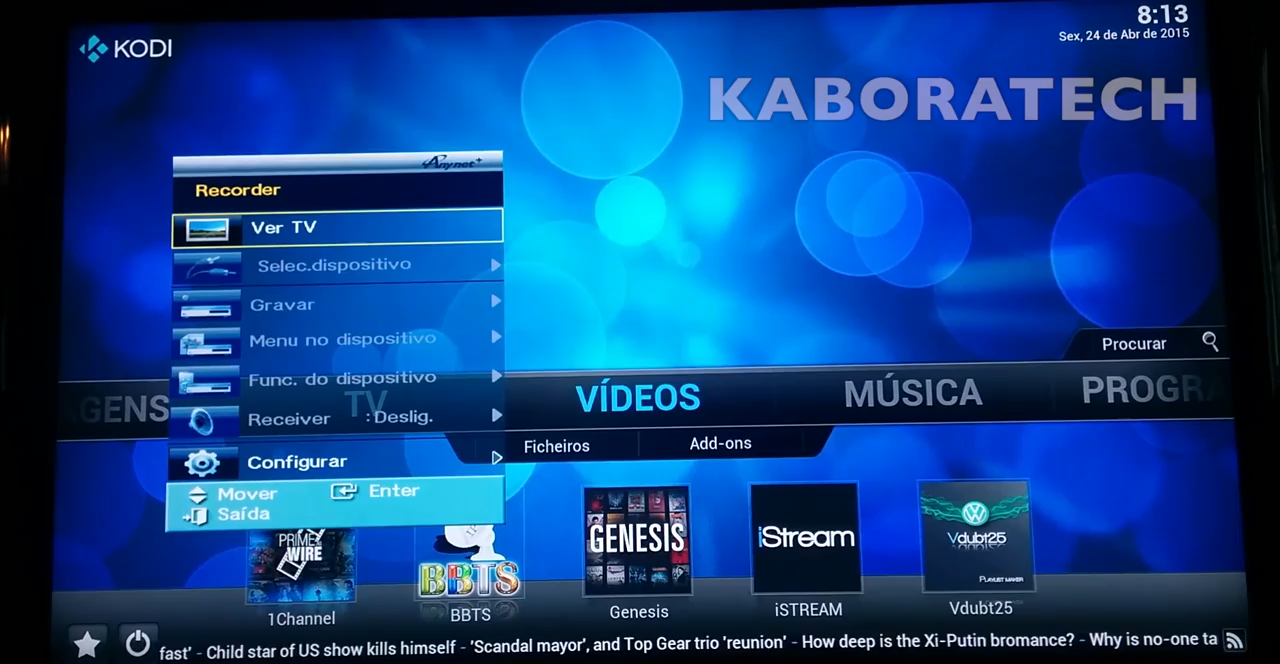 KODI
8:13
Sex, 24 de Abr de 2015
KABORATECH
Anynet+
Recorder
Ver TV
Selec.dispositivo
Gravar
Menu no dispositivo
Func. do dispositivo
Receiver :Deslig.
Configurar
Mover Enter
Saída
Procurar
GENS TV VÍDEOS MÚSICA PROGRA
Ficheiros Add-ons
PRIME WIRE
BBTS
GENESIS
iStream
Vdubt25
PLAYLIST MAKER
1Channel BBTS Genesis iSTREAM Vdubt25
fast' - Child star of US show kills himself - 'Scandal mayor', and Top Gear trio 'reunion' - How deep is the Xi-Putin bromance? - Why is no-one ta